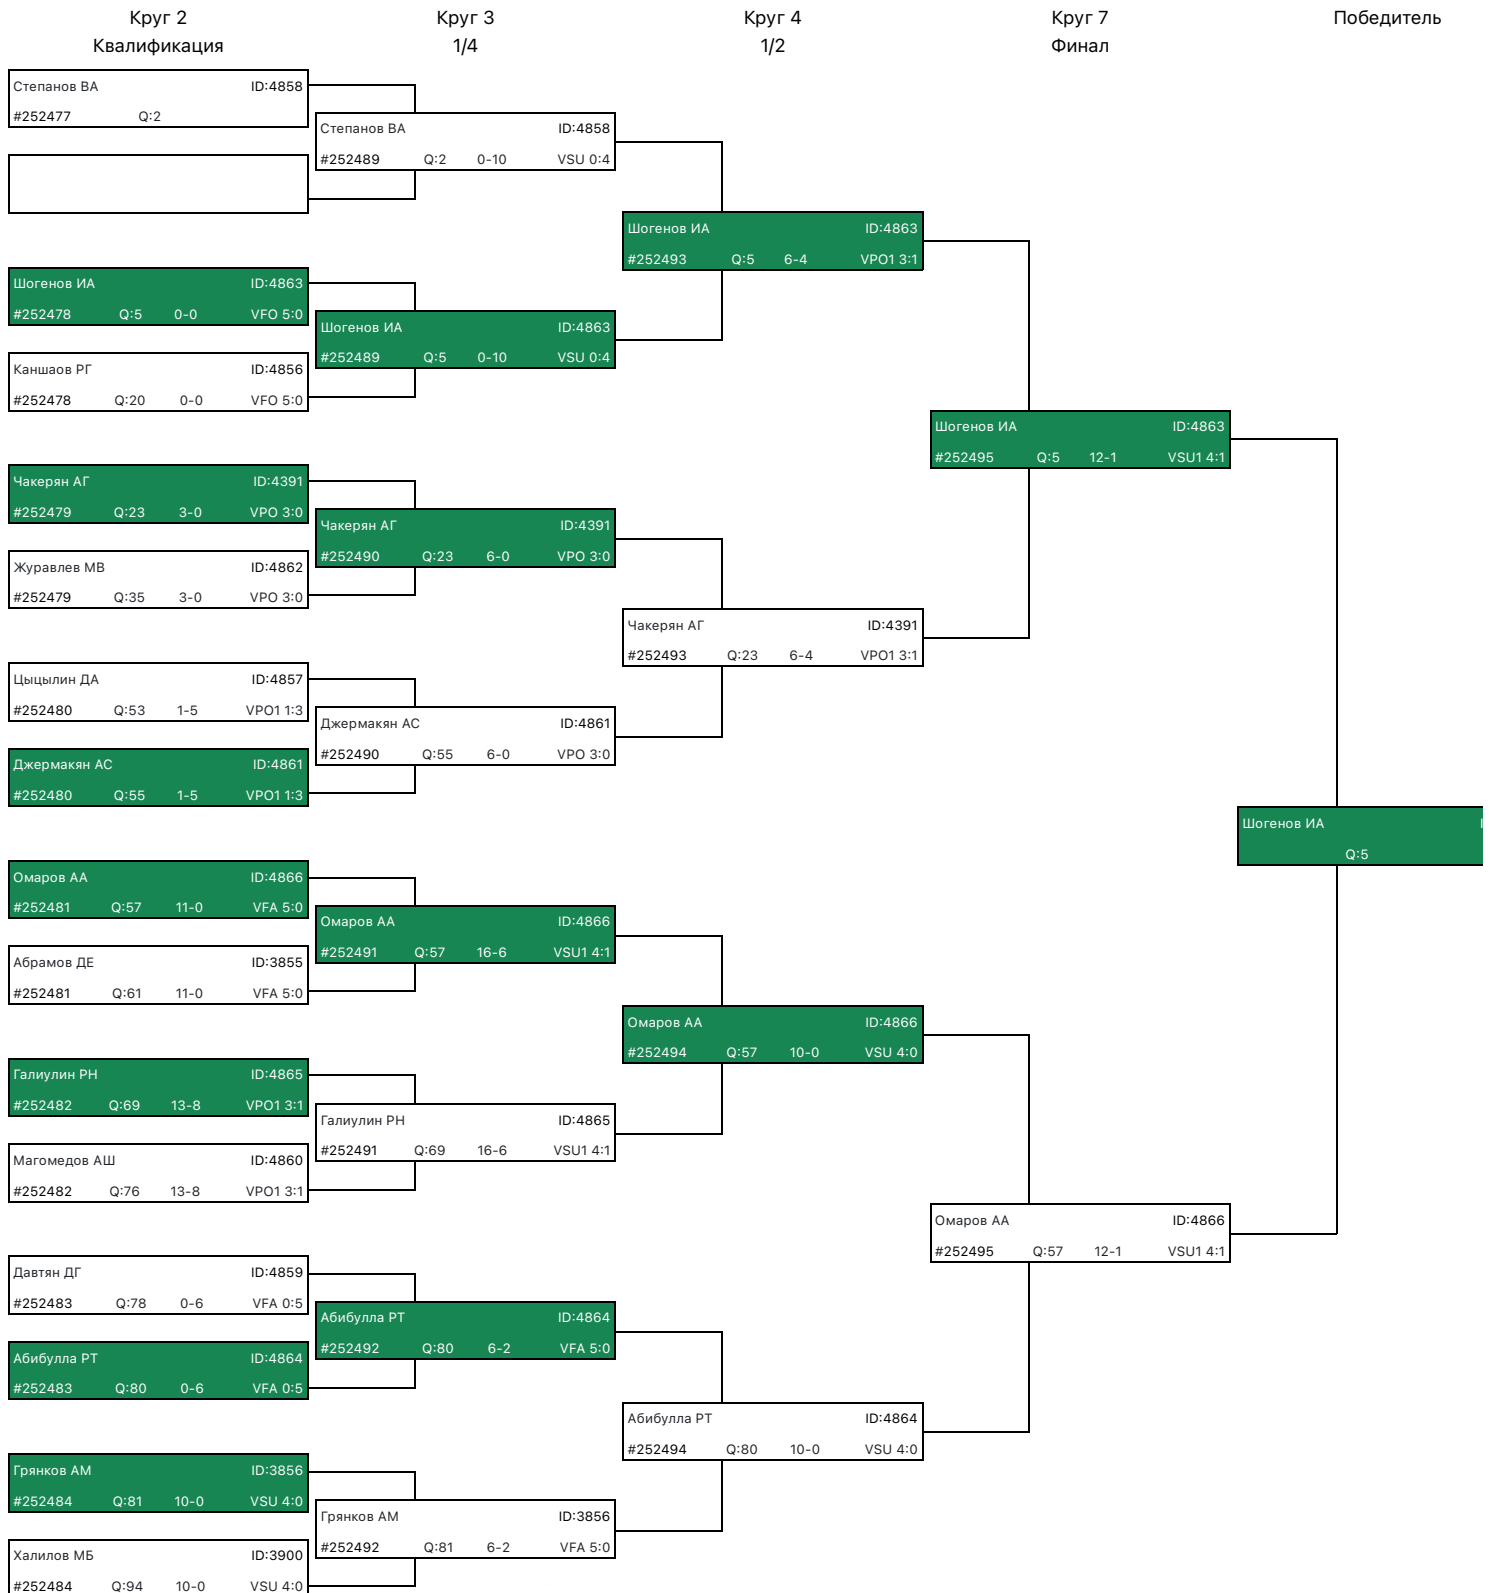 Круг 2
Квалификация
Круг 3
1/4
Круг 4
1/2
Круг 7
Финал
Победитель
Степанов ВА ID:4858
#252477 Q:2
Шогенов ИА ID:4863
#252478 Q:5 0-0 VFO 5:0
Каншаов РГ ID:4856
#252478 Q:20 0-0 VFO 5:0
Чакерян АГ ID:4391
#252479 Q:23 3-0 VPO 3:0
Журавлев МВ ID:4862
#252479 Q:35 3-0 VPO 3:0
Цыцылин ДА ID:4857
#252480 Q:53 1-5 VPO1 1:3
Джермакян АС ID:4861
#252480 Q:55 1-5 VPO1 1:3
Омаров АА ID:4866
#252481 Q:57 11-0 VFA 5:0
Абрамов ДЕ ID:3855
#252481 Q:61 11-0 VFA 5:0
Галиулин РН ID:4865
#252482 Q:69 13-8 VPO1 3:1
Магомедов АШ ID:4860
#252482 Q:76 13-8 VPO1 3:1
Давтян ДГ ID:4859
#252483 Q:78 0-6 VFA 0:5
Абибулла РТ ID:4864
#252483 Q:80 0-6 VFA 0:5
Грянков АМ ID:3856
#252484 Q:81 10-0 VSU 4:0
Халилов МБ ID:3900
#252484 Q:94 10-0 VSU 4:0
Степанов ВА ID:4858
#252489 Q:2 0-10 VSU 0:4
Шогенов ИА ID:4863
#252489 Q:5 0-10 VSU 0:4
Чакерян АГ ID:4391
#252490 Q:23 6-0 VPO 3:0
Джермакян АС ID:4861
#252490 Q:55 6-0 VPO 3:0
Омаров АА ID:4866
#252491 Q:57 16-6 VSU1 4:1
Галиулин РН ID:4865
#252491 Q:69 16-6 VSU1 4:1
Абибулла РТ ID:4864
#252492 Q:80 6-2 VFA 5:0
Грянков АМ ID:3856
#252492 Q:81 6-2 VFA 5:0
Шогенов ИА ID:4863
#252493 Q:5 6-4 VPO1 3:1
Чакерян АГ ID:4391
#252493 Q:23 6-4 VPO1 3:1
Омаров АА ID:4866
#252494 Q:57 10-0 VSU 4:0
Абибулла РТ ID:4864
#252494 Q:80 10-0 VSU 4:0
Шогенов ИА ID:4863
#252495 Q:5 12-1 VSU1 4:1
Омаров АА ID:4866
#252495 Q:57 12-1 VSU1 4:1
Шогенов ИА
Q:5